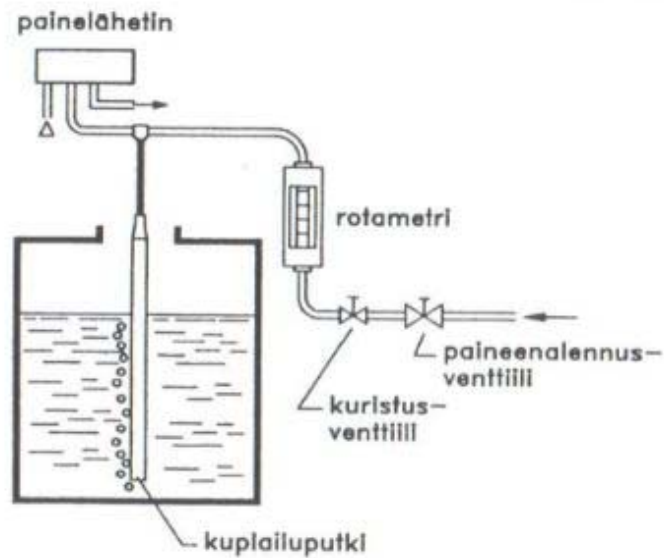 painelähetin
rotametri
paineenalennus-
venttiili
kuristus-
venttiili
kuplailuputki